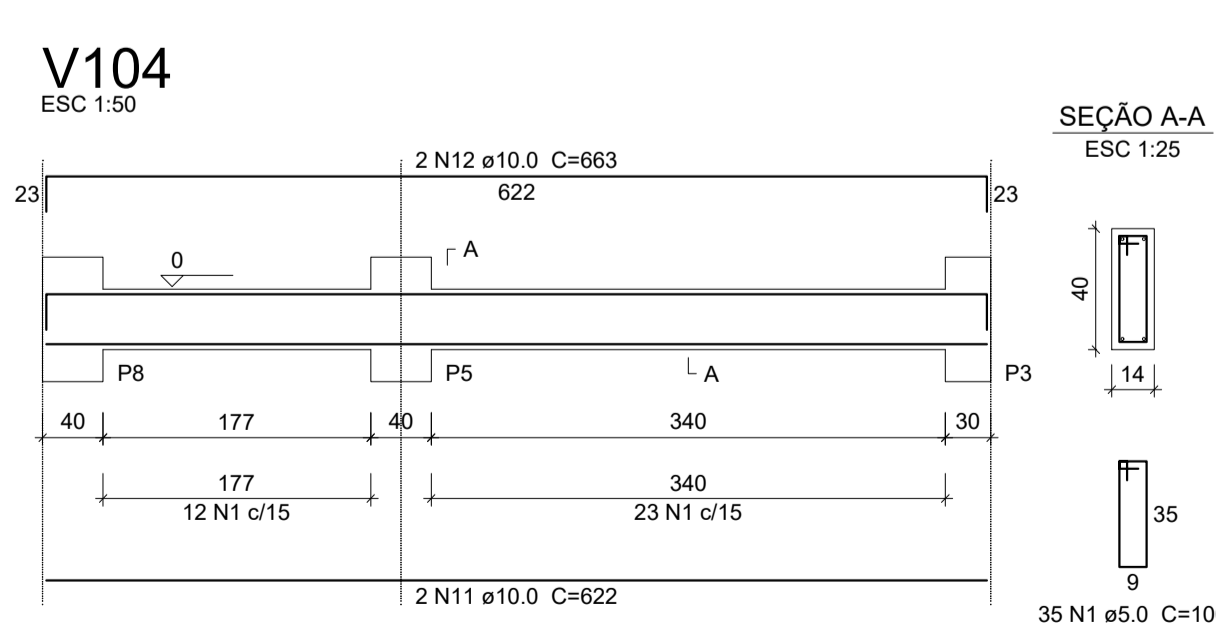 V104
ESC 1:50
SEÇÃO A-A
ESC 1:25
2 N12 ø10.0 C=663
23
622
23
A
0
40
P8
P5
A
P3
14
40
177
40
340
30
177
340
12 N1 c/15
23 N1 c/15
35
9
2 N11 ø10.0 C=622
35 N1 ø5.0 C=10